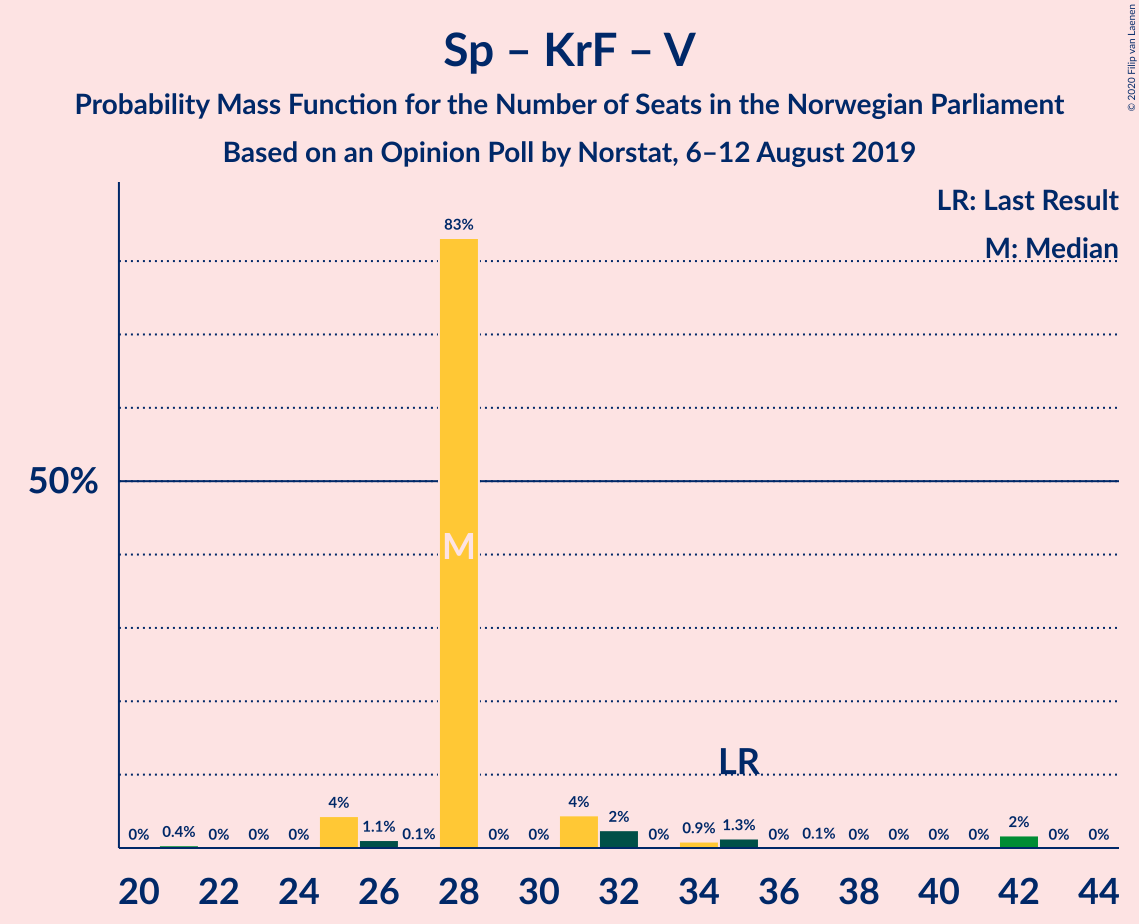 Sp – KrF – V
Probability Mass Function for the Number of Seats in the Norwegian Parliament
Based on an Opinion Poll by Norstat, 6–12 August 2019
© 2020 Filip van Laenen
LR: Last Result
M: Median
83%
50%
M
LR
0% 0.4% 0% 0% 0% 4% 1.1% 0.1% 0% 0% 4% 2% 0% 0.9% 1.3% 0% 0.1% 0% 0% 0% 0% 2% 0% 0%
20 22 24 26 28 30 32 34 36 38 40 42 44